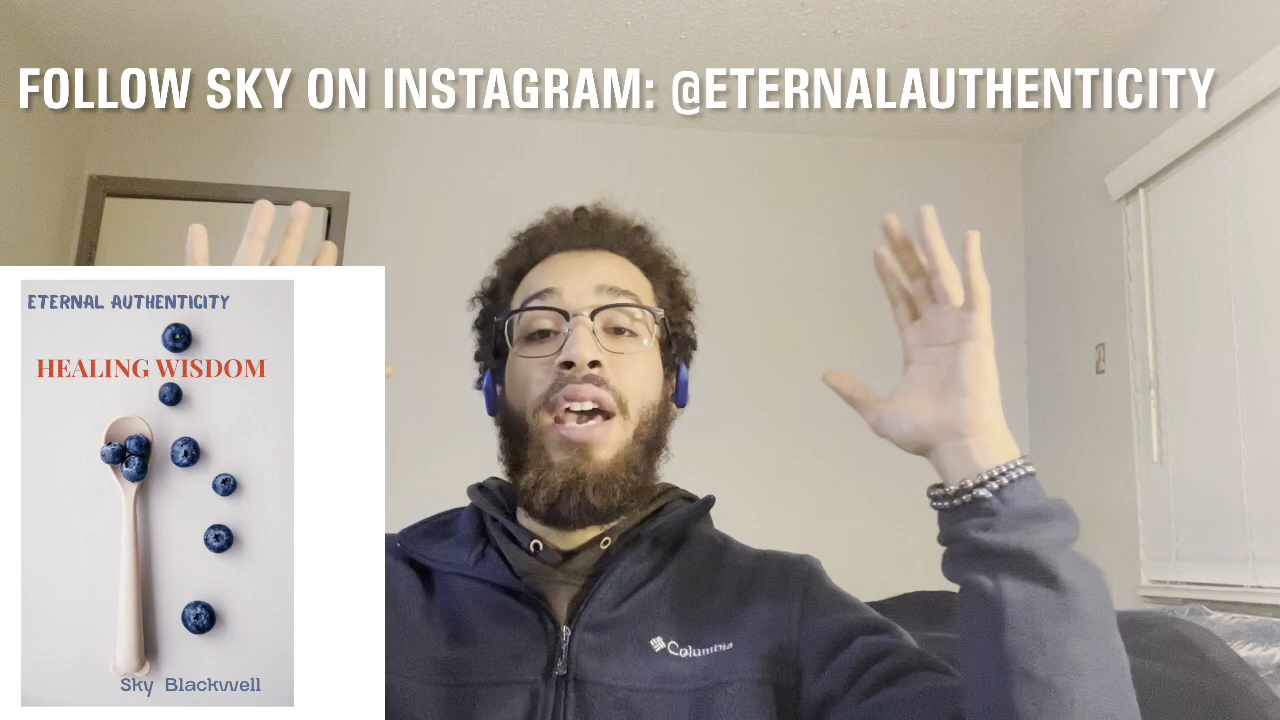 FOLLOW SKY ON INSTAGRAM: @ETERNALAUTHENTICITY
ETERNAL AUTHENTICITY
HEALING WISDOM
Sky Blackwell
Columbia